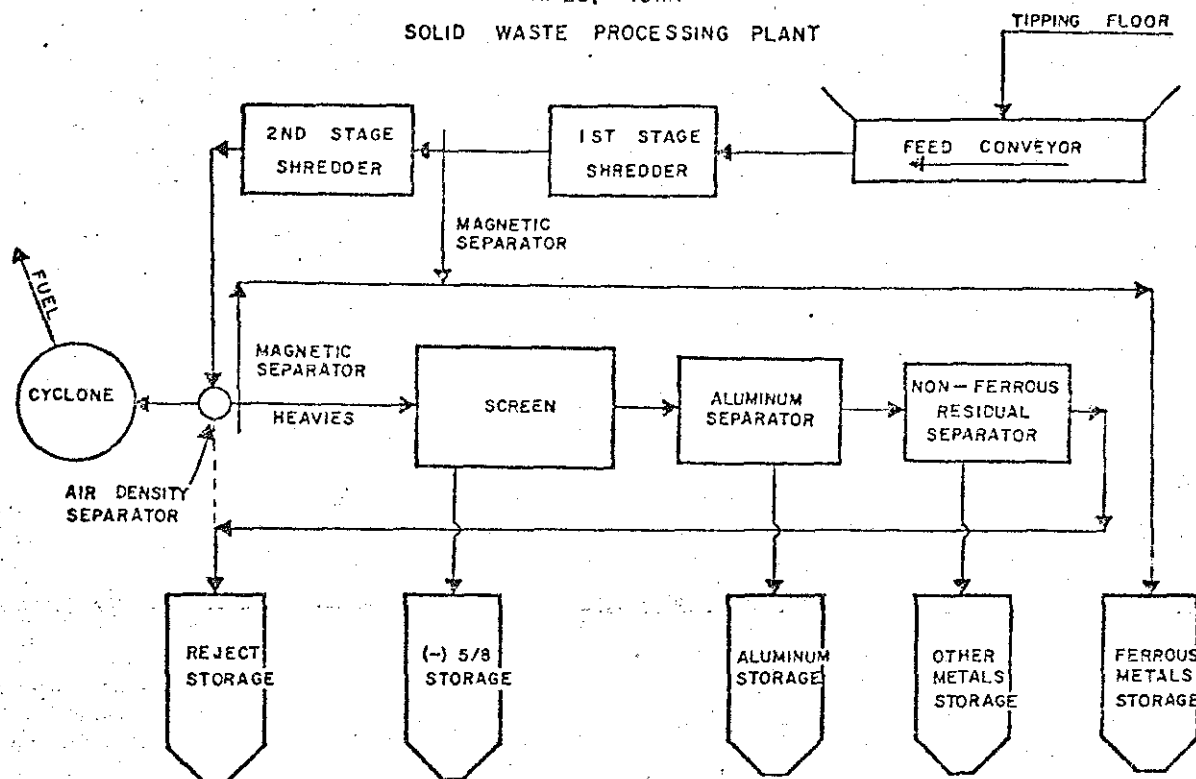 SOLID WASTE PROCESSING PLANT
TIPPING FLOOR
2ND STAGE
SHREDDER
1ST STAGE
SHREDDER
FEED CONVEYOR
MAGNETIC
SEPARATOR
FUEL
CYCLONE
MAGNETIC
SEPARATOR
HEAVIES
SCREEN
ALUMINUM
SEPARATOR
NON-FERROUS
RESIDUAL
SEPARATOR
AIR DENSITY
SEPARATOR
REJECT
STORAGE
(-) 5/8
STORAGE
ALUMINUM
STORAGE
OTHER
METALS
STORAGE
FERROUS
METALS
STORAGE